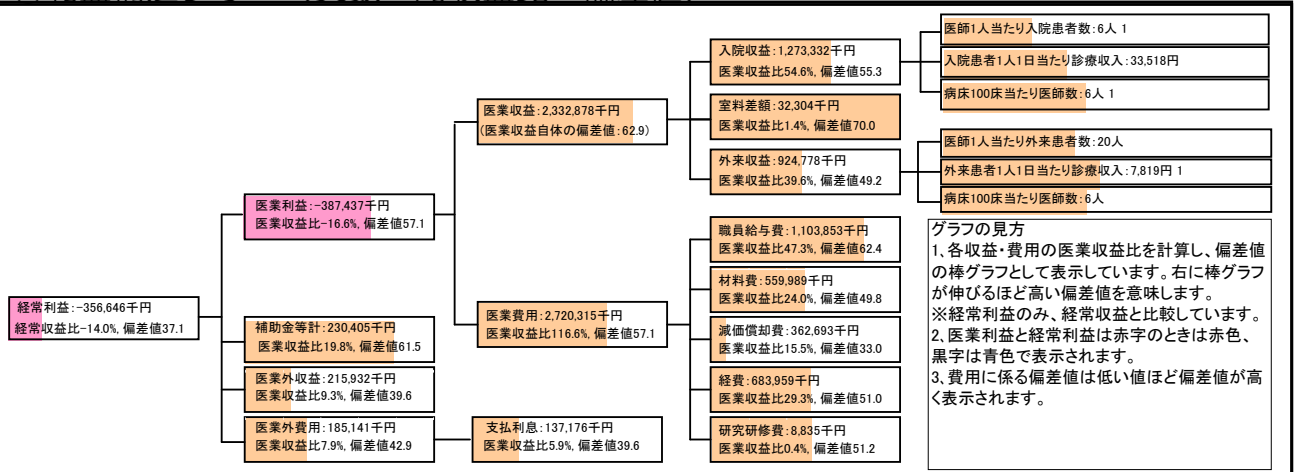 経常利益:-356,646千円
経常収益比-14.0%, 偏差値37.1
医業利益:-387,437千円
医業収益比-16.6%, 偏差値57.1
補助金等計:230,405千円
医業収益比19.8%, 偏差値61.5
医業外収益:215,932千円
医業収益比9.3%, 偏差値39.6
医業外費用:185,141千円
医業収益比7.9%, 偏差値42.9
医業収益:2,332,878千円
(医業収益自体の偏差値:62.9)
医業費用:2,720,315千円
医業収益比116.6%, 偏差値57.1
支払利息:137,176千円
医業収益比5.9%, 偏差値39.6
入院収益:1,273,332千円
医業収益比54.6%, 偏差値55.3
室料差額:32,304千円
医業収益比1.4%, 偏差値70.0
外来収益:924,778千円
医業収益比39.6%, 偏差値49.2
職員給与費:1,103,853千円
医業収益比47.3%, 偏差値62.4
材料費:559,989千円
医業収益比24.0%, 偏差値49.8
減価償却費:362,693千円
医業収益比15.5%, 偏差値33.0
経費:683,959千円
医業収益比29.3%, 偏差値51.0
研究研修費:8,835千円
医業収益比0.4%, 偏差値51.2
医師1人当たり入院患者数:6人 1
入院患者1人1日当たり診療収入:33,518円
病床100床当たり医師数:6人 1
医師1人当たり外来患者数:20人
外来患者1人1日当たり診療収入:7,819円 1
病床100床当たり医師数:6人
グラフの見方
1、各収益・費用の医業収益比を計算し、偏差値
の棒グラフとして表示しています。右に棒グラフ
が伸びるほど高い偏差値を意味します。
※経常利益のみ、経常収益と比較しています。
2、医業利益と経常利益は赤字のときは赤色、
黒字は青色で表示されます。
3、費用に係る偏差値は低い値ほど偏差値が高
く表示されます。